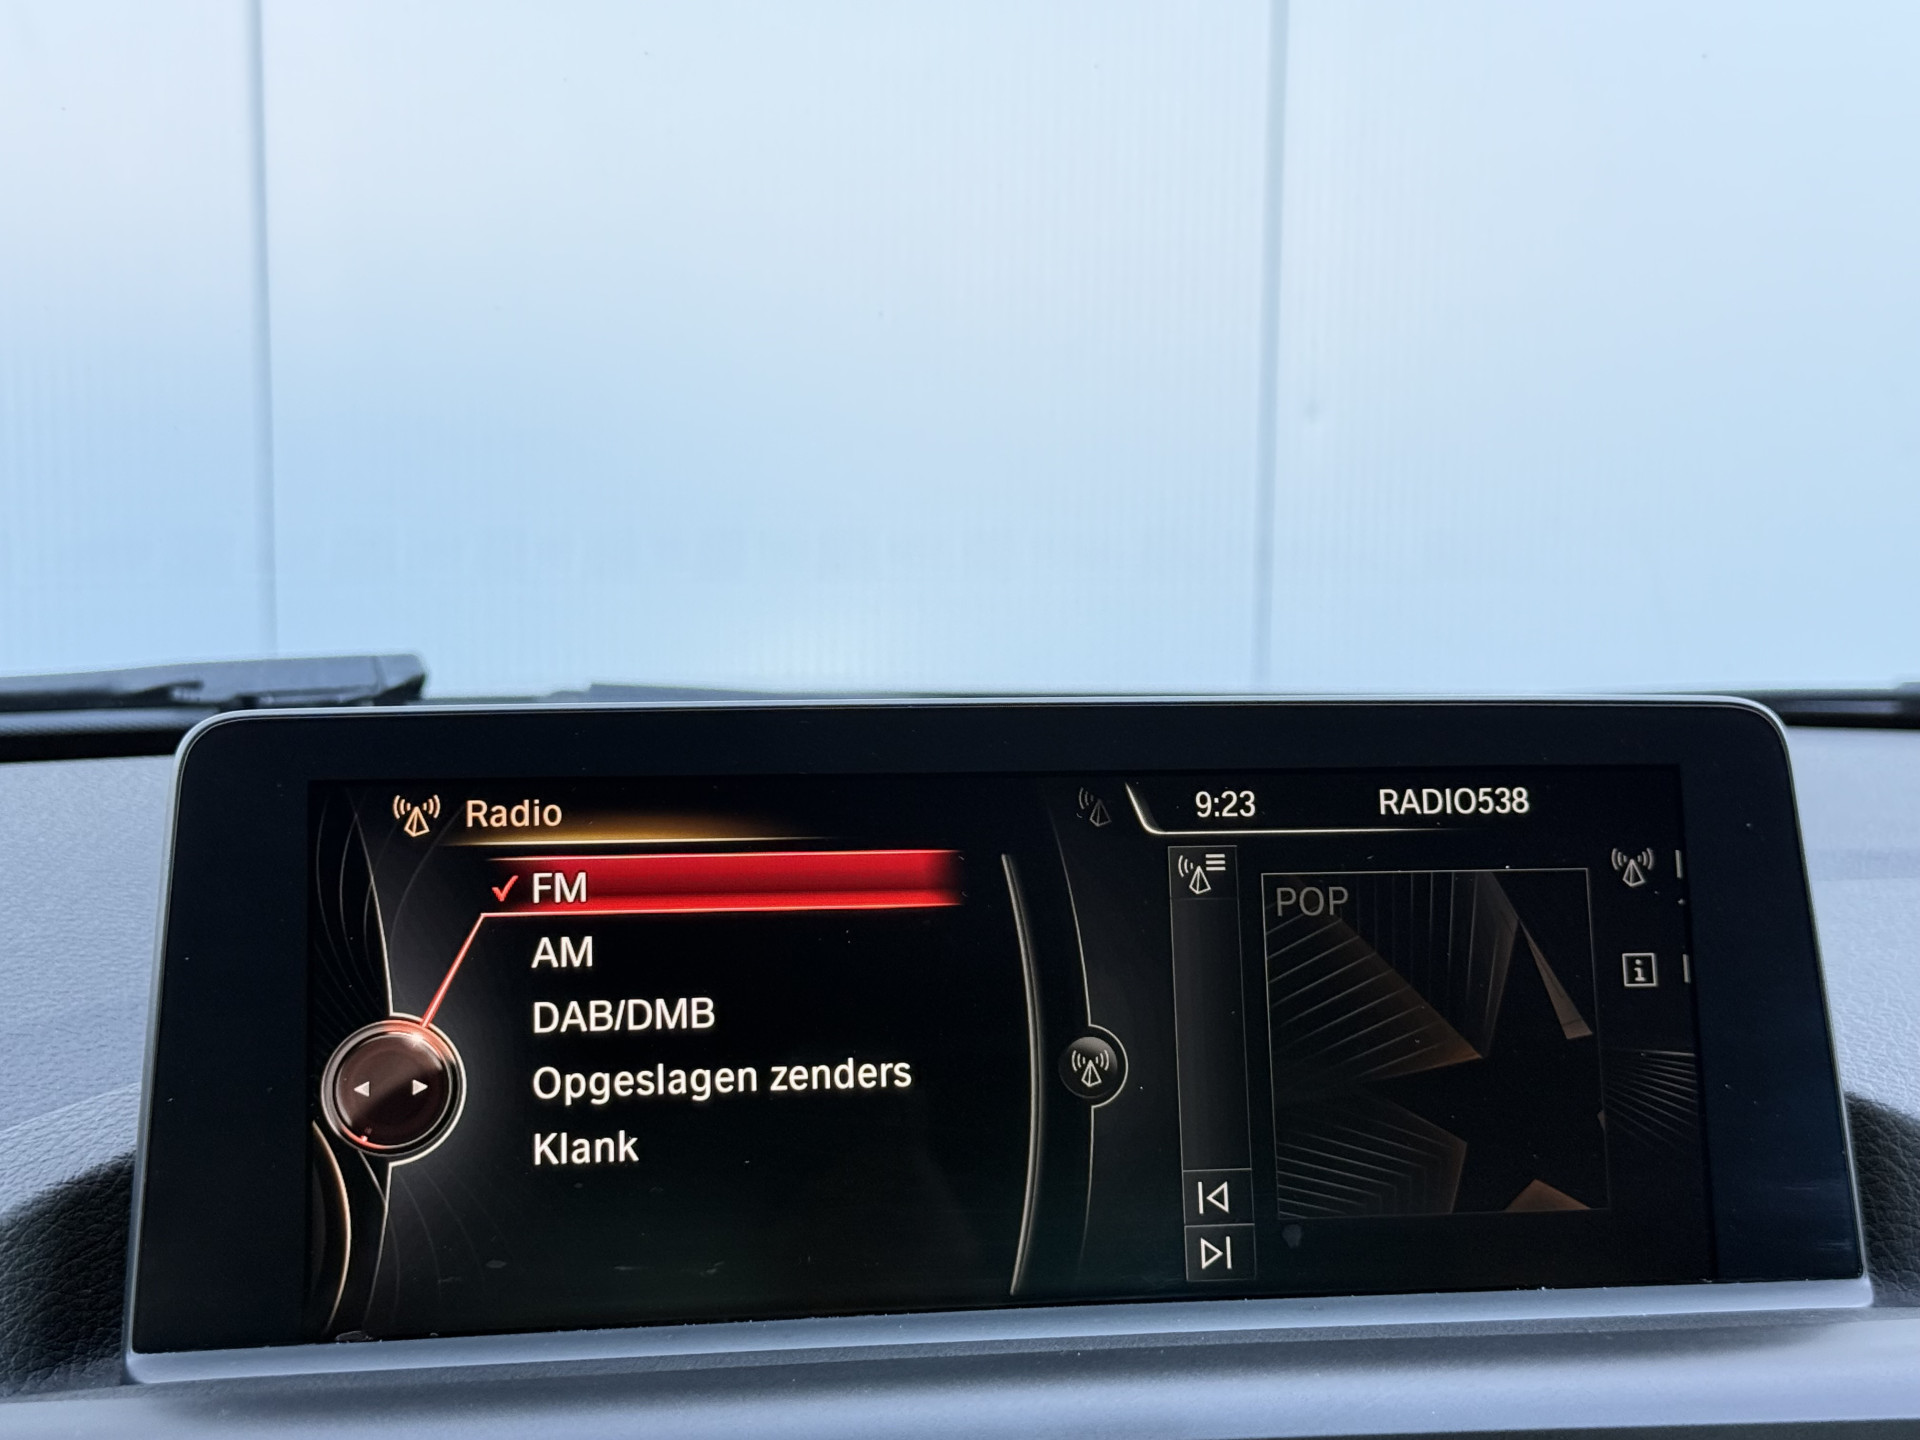 Radio
FM
AM
DAB/DMB
Opgeslagen zenders
Klank
9:23 RADIO538
POP